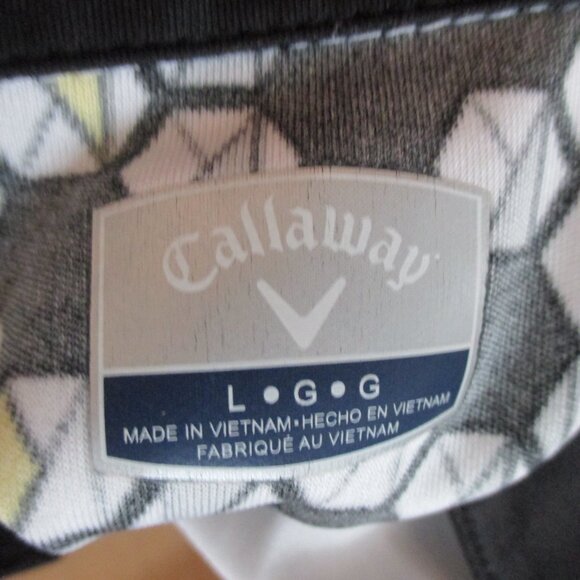 Callaway
L•G•G
MADE IN VIETNAM•HECHO EN VIETNAM
FABRIQUÉ AU VIETNAM